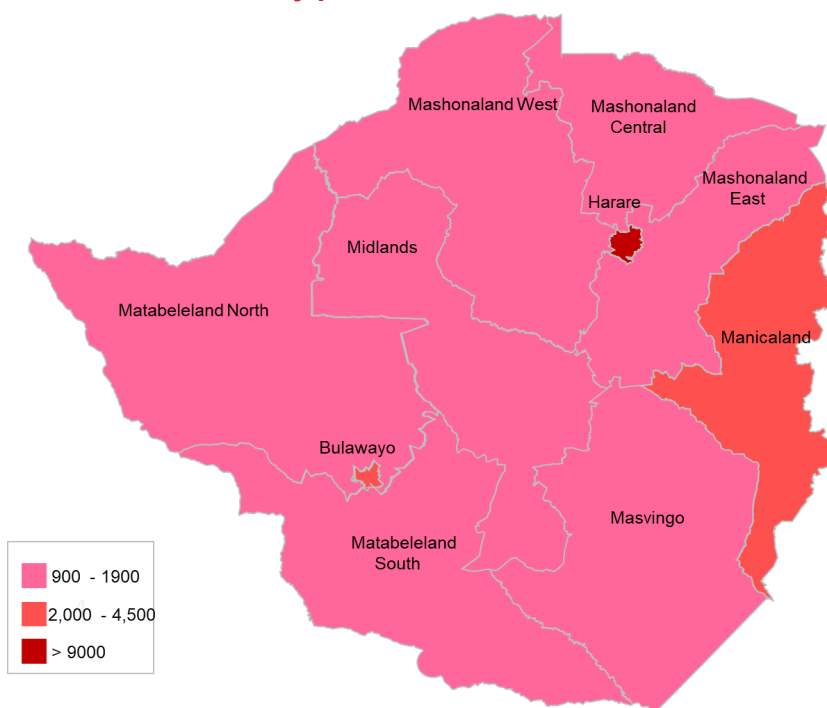 Mashonaland West
Mashonaland
Central
Mashonaland
East
Harare
Midlands
Matabeleland North
Manicaland
Bulawayo
Masvingo
Matabeleland
South
900 - 1900
2,000 - 4,500
> 9000